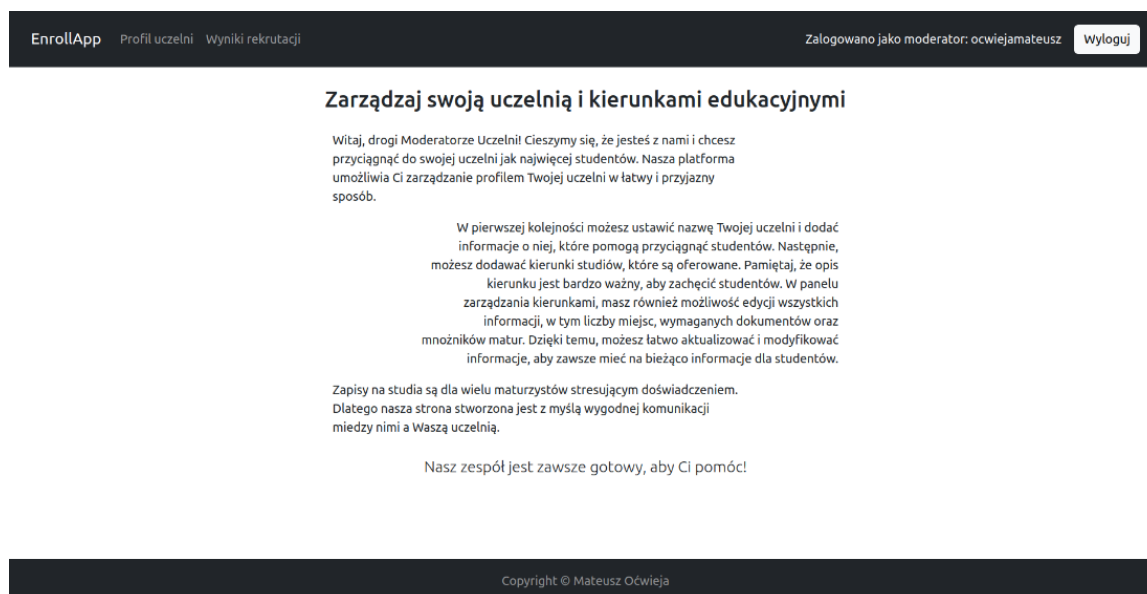 EnrollApp Profil uczelni Wyniki rekrutacji Zalogowano jako moderator: ocwiejamateusz Wyloguj
Zarządzaj swoją uczelnią i kierunkami edukacyjnymi
Witaj, drogi Moderatorze Uczelni! Cieszymy się, że jesteś z nami i chcesz
przyciągnąć do swojej uczelni jak najwięcej studentów. Nasza platforma
umożliwia Ci zarządzanie profilem Twojej uczelni w łatwy i przyjazny
sposób.
W pierwszej kolejności możesz ustawić nazwę Twojej uczelni i dodać
informacje o niej, które pomogą przyciągnąć studentów. Następnie,
możesz dodawać kierunki studiów, które są oferowane. Pamiętaj, że opis
kierunku jest bardzo ważny, aby zachęcić studentów. W panelu
zarządzania kierunkami, masz również możliwość edycji wszystkich
informacji, w tym liczby miejsc, wymaganych dokumentów oraz
mnożników matur. Dzięki temu, możesz łatwo aktualizować i modyfikować
informacje, aby zawsze mieć na bieżąco informacje dla studentów.
Zapisy na studia są dla wielu maturzystów stresującym doświadczeniem.
Dlatego nasza strona stworzona jest z myślą wygodnej komunikacji
miedzy nimi a Waszą uczelnią.
Nasz zespół jest zawsze gotowy, aby Ci pomóc!
Copyright © Mateusz Oćwieja